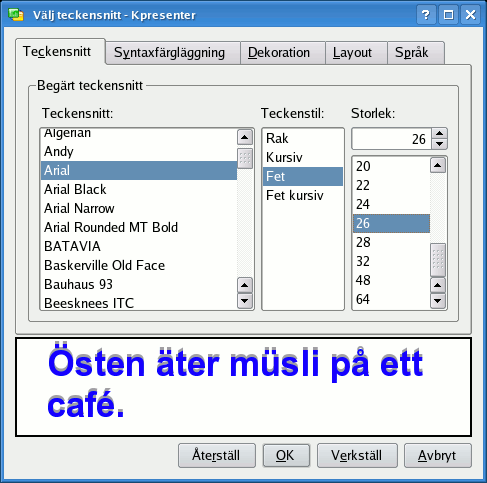 Välj teckensnitt - Kpresenter
Teckensnitt Syntaxfärgläggning Dekoration Layout Språk
Begärt teckensnitt
Teckensnitt: Teckenstil: Storlek:
26
Algerian
Andy
Arial
Arial Black
Arial Narrow
Arial Rounded MT Bold
BATAVIA
Baskerville Old Face
Bauhaus 93
Beesknees ITC
Rak
Kursiv
Fet
Fet kursiv
20
22
24
26
28
32
48
64
Östen äter müsli på ett
café.
Återställ OK Verkställ Avbryt